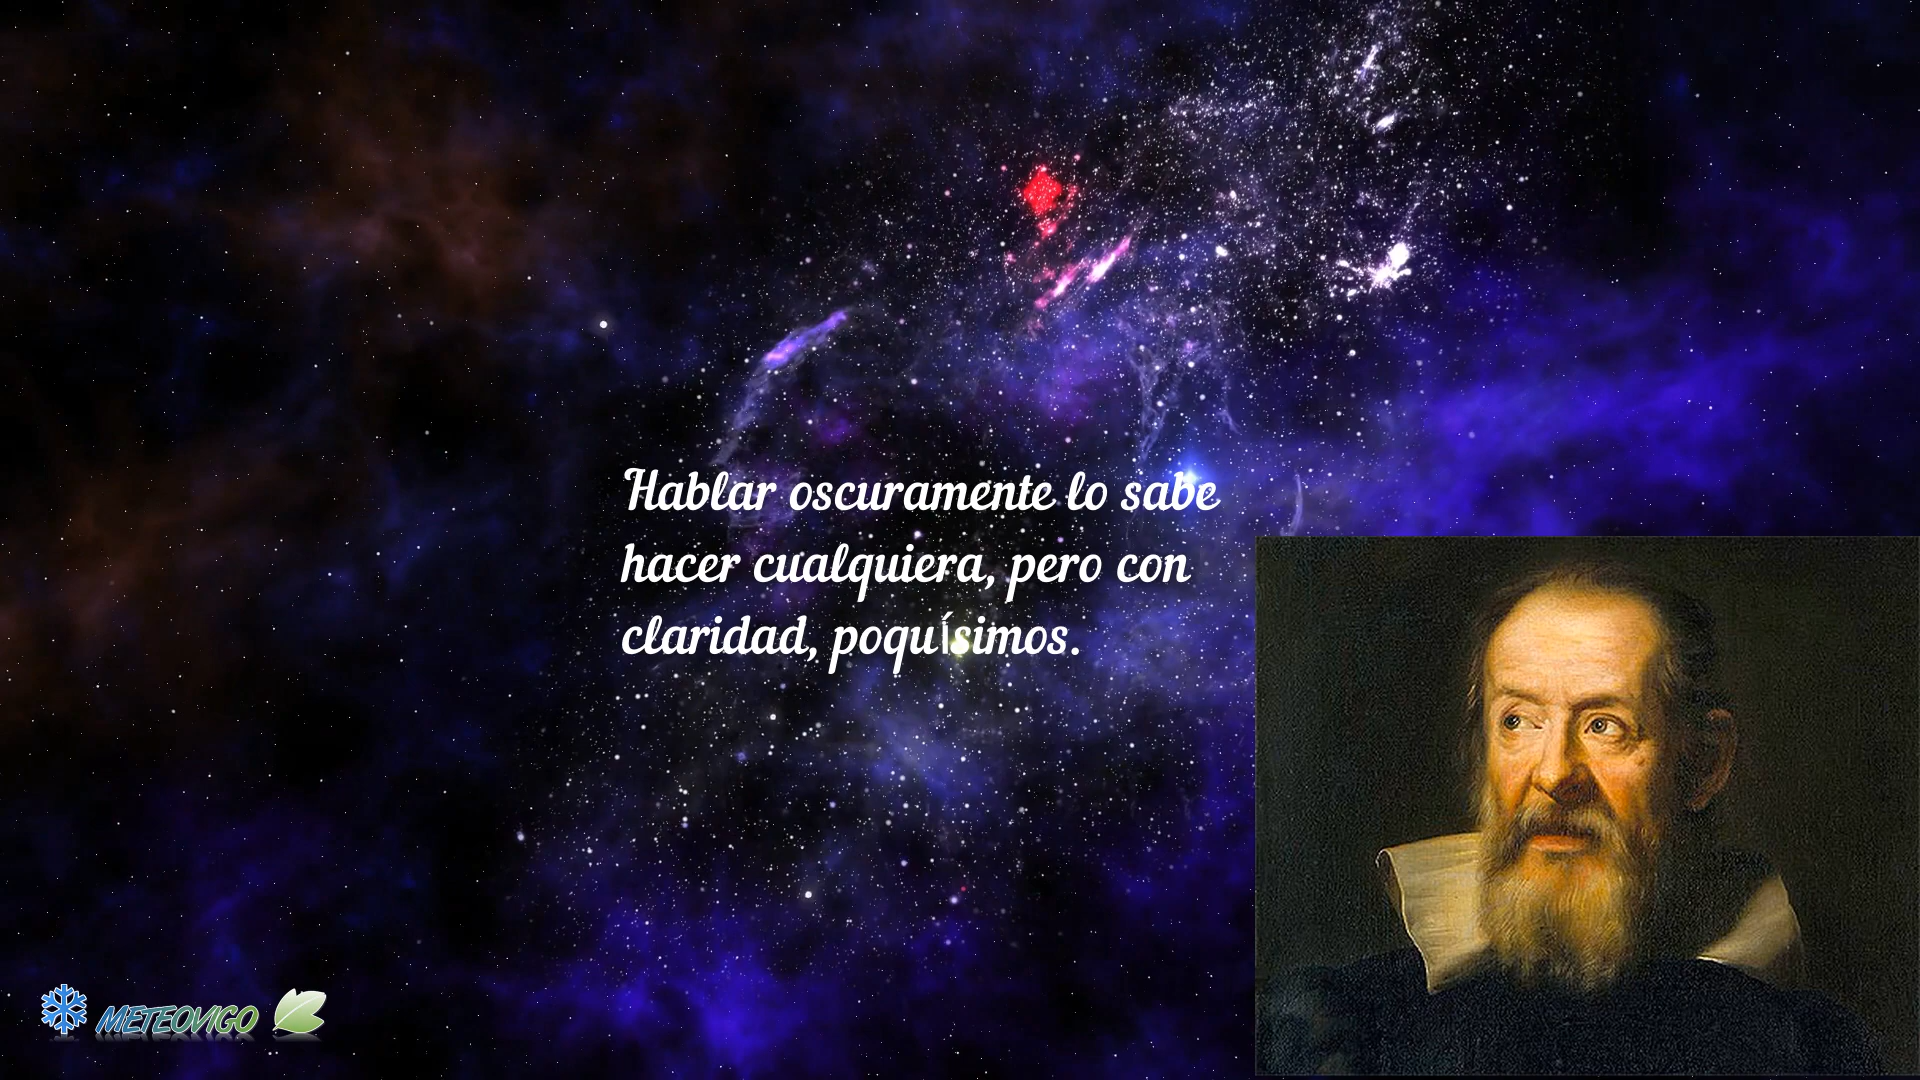 Hablar oscuramente lo sabe
hacer cualquiera, pero con
claridad, poquísimos.
METEOVIGO